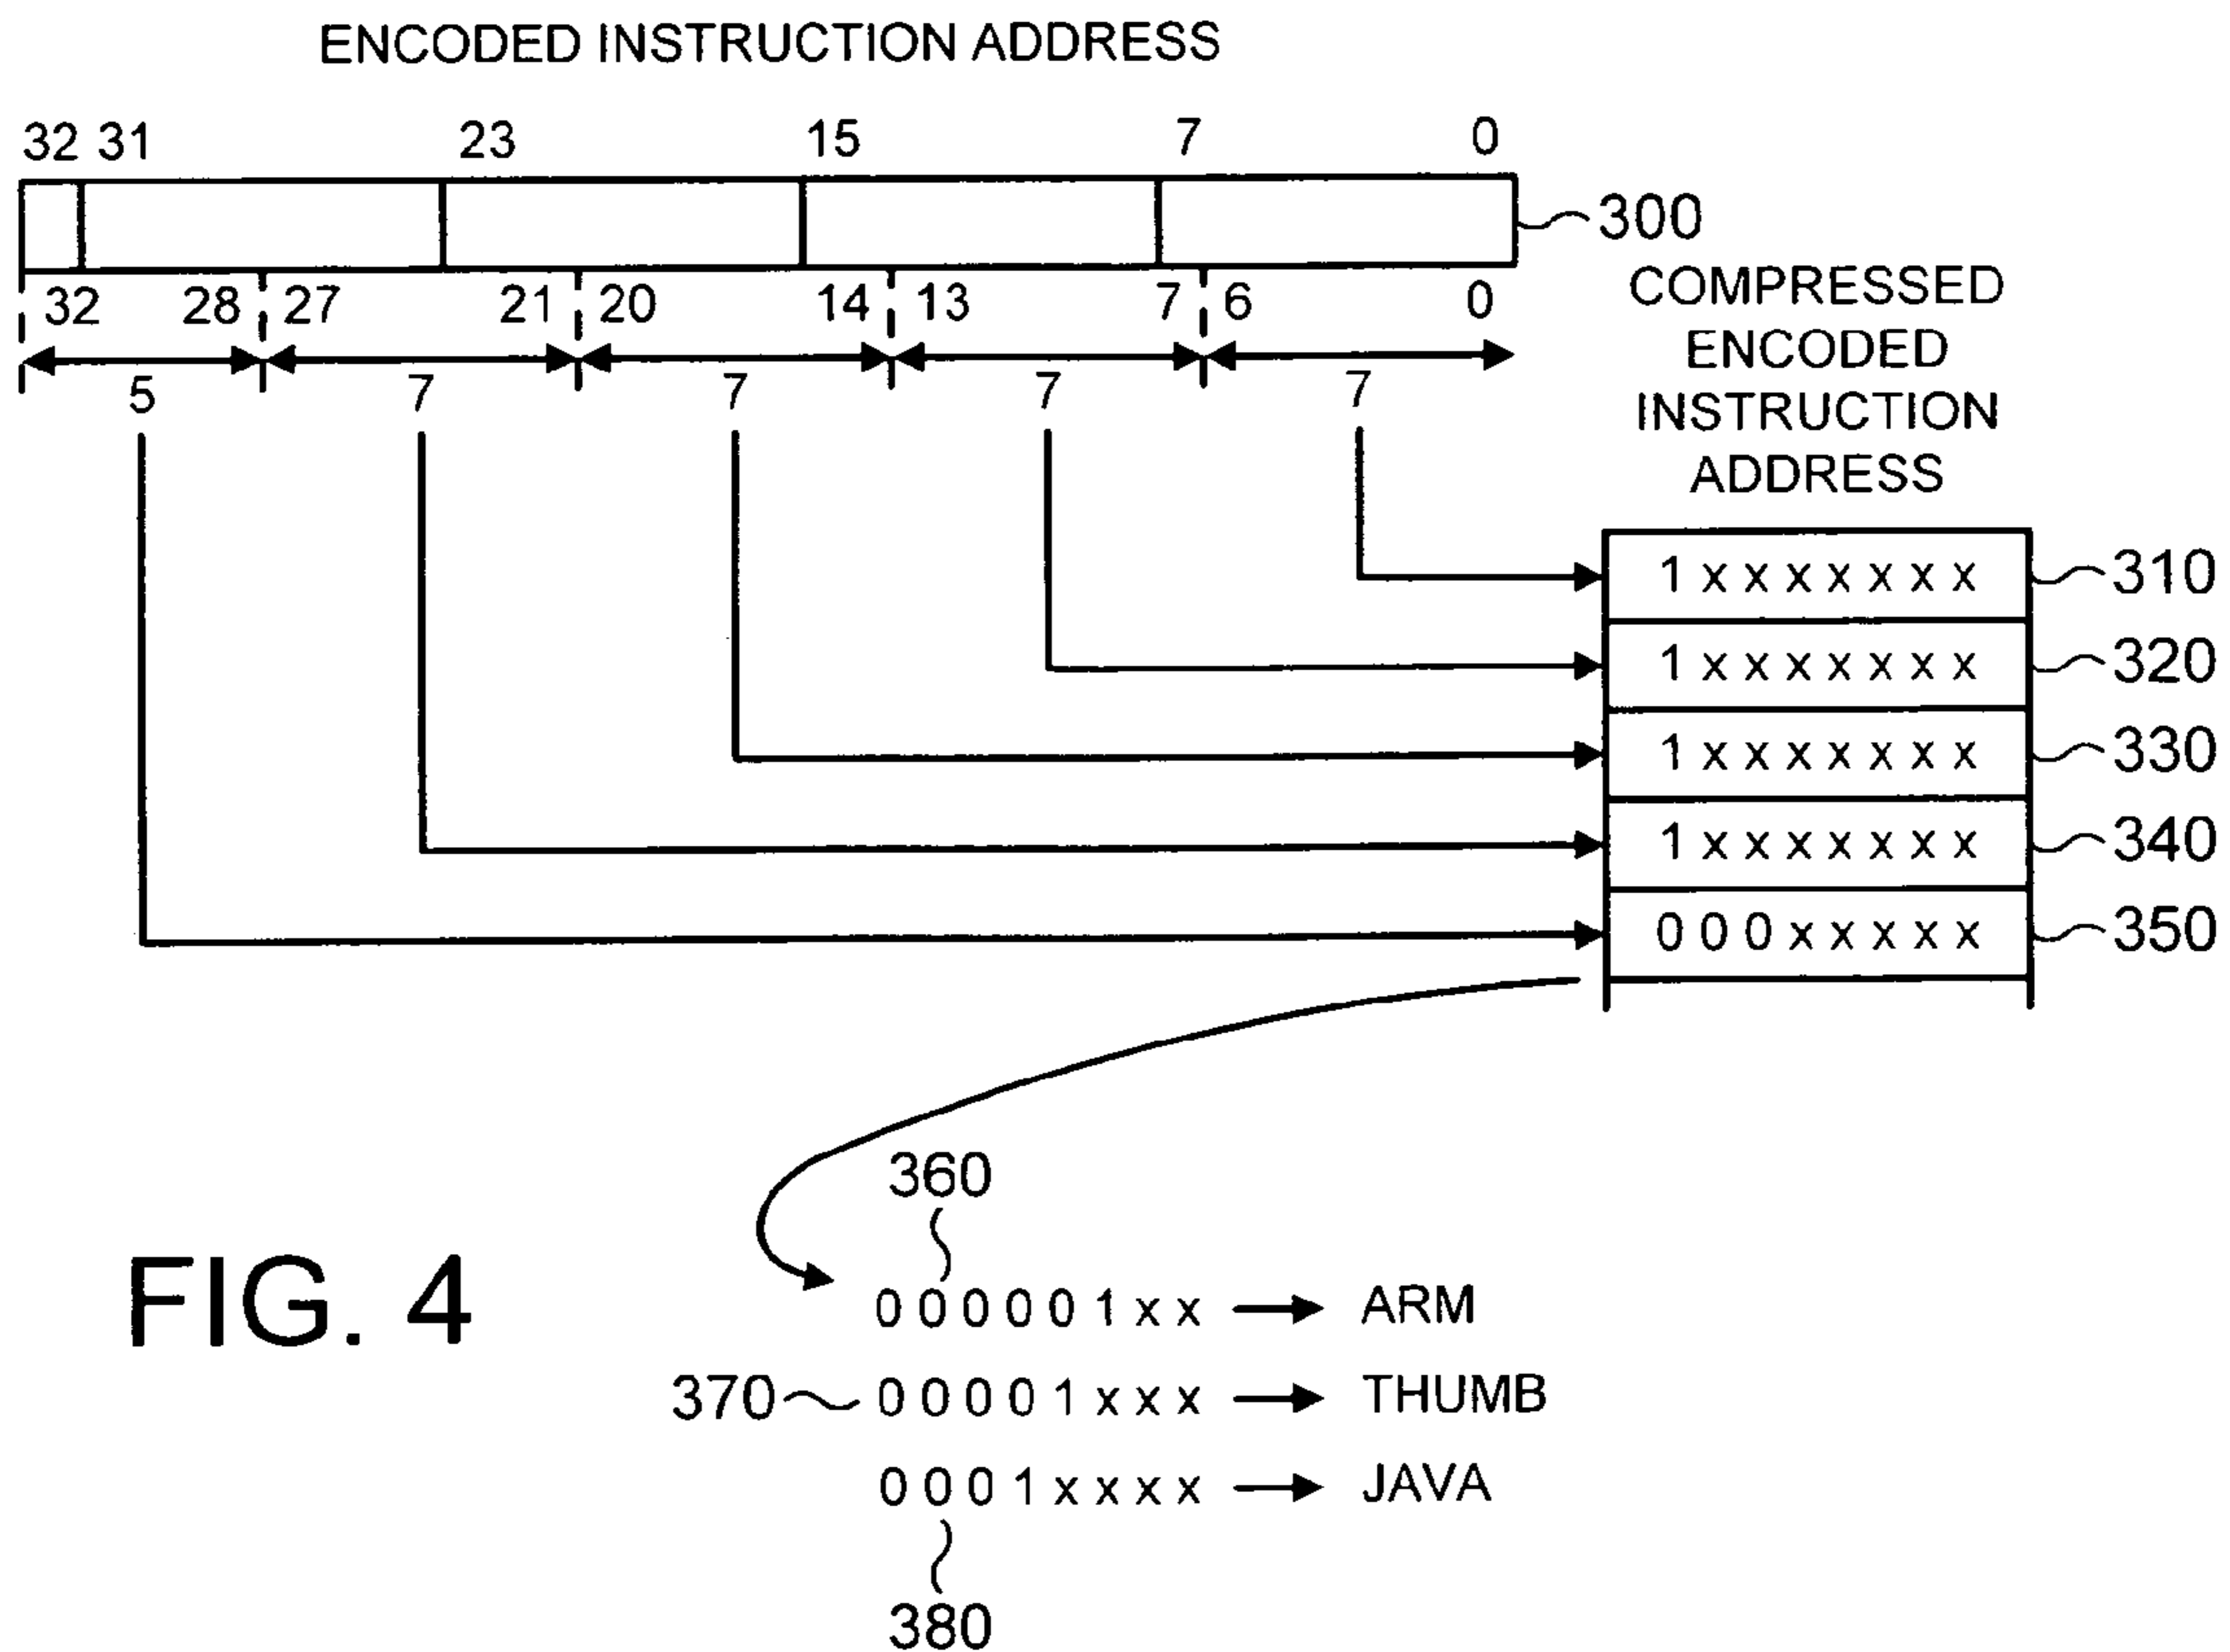 ENCODED INSTRUCTION ADDRESS
32 31 23 15 7 0
300
32 28 27 21 20 14 13 7 6 0
5 7 7 7 7
COMPRESSED
ENCODED
INSTRUCTION
ADDRESS
1 x x x x x x x 310
1 x x x x x x x 320
1 x x x x x x x 330
1 x x x x x x x 340
0 0 0 x x x x x 350
360
0 0 0 0 0 1 x x ARM
370 0 0 0 0 1 x x x THUMB
0 0 0 1 x x x x JAVA
380
FIG. 4